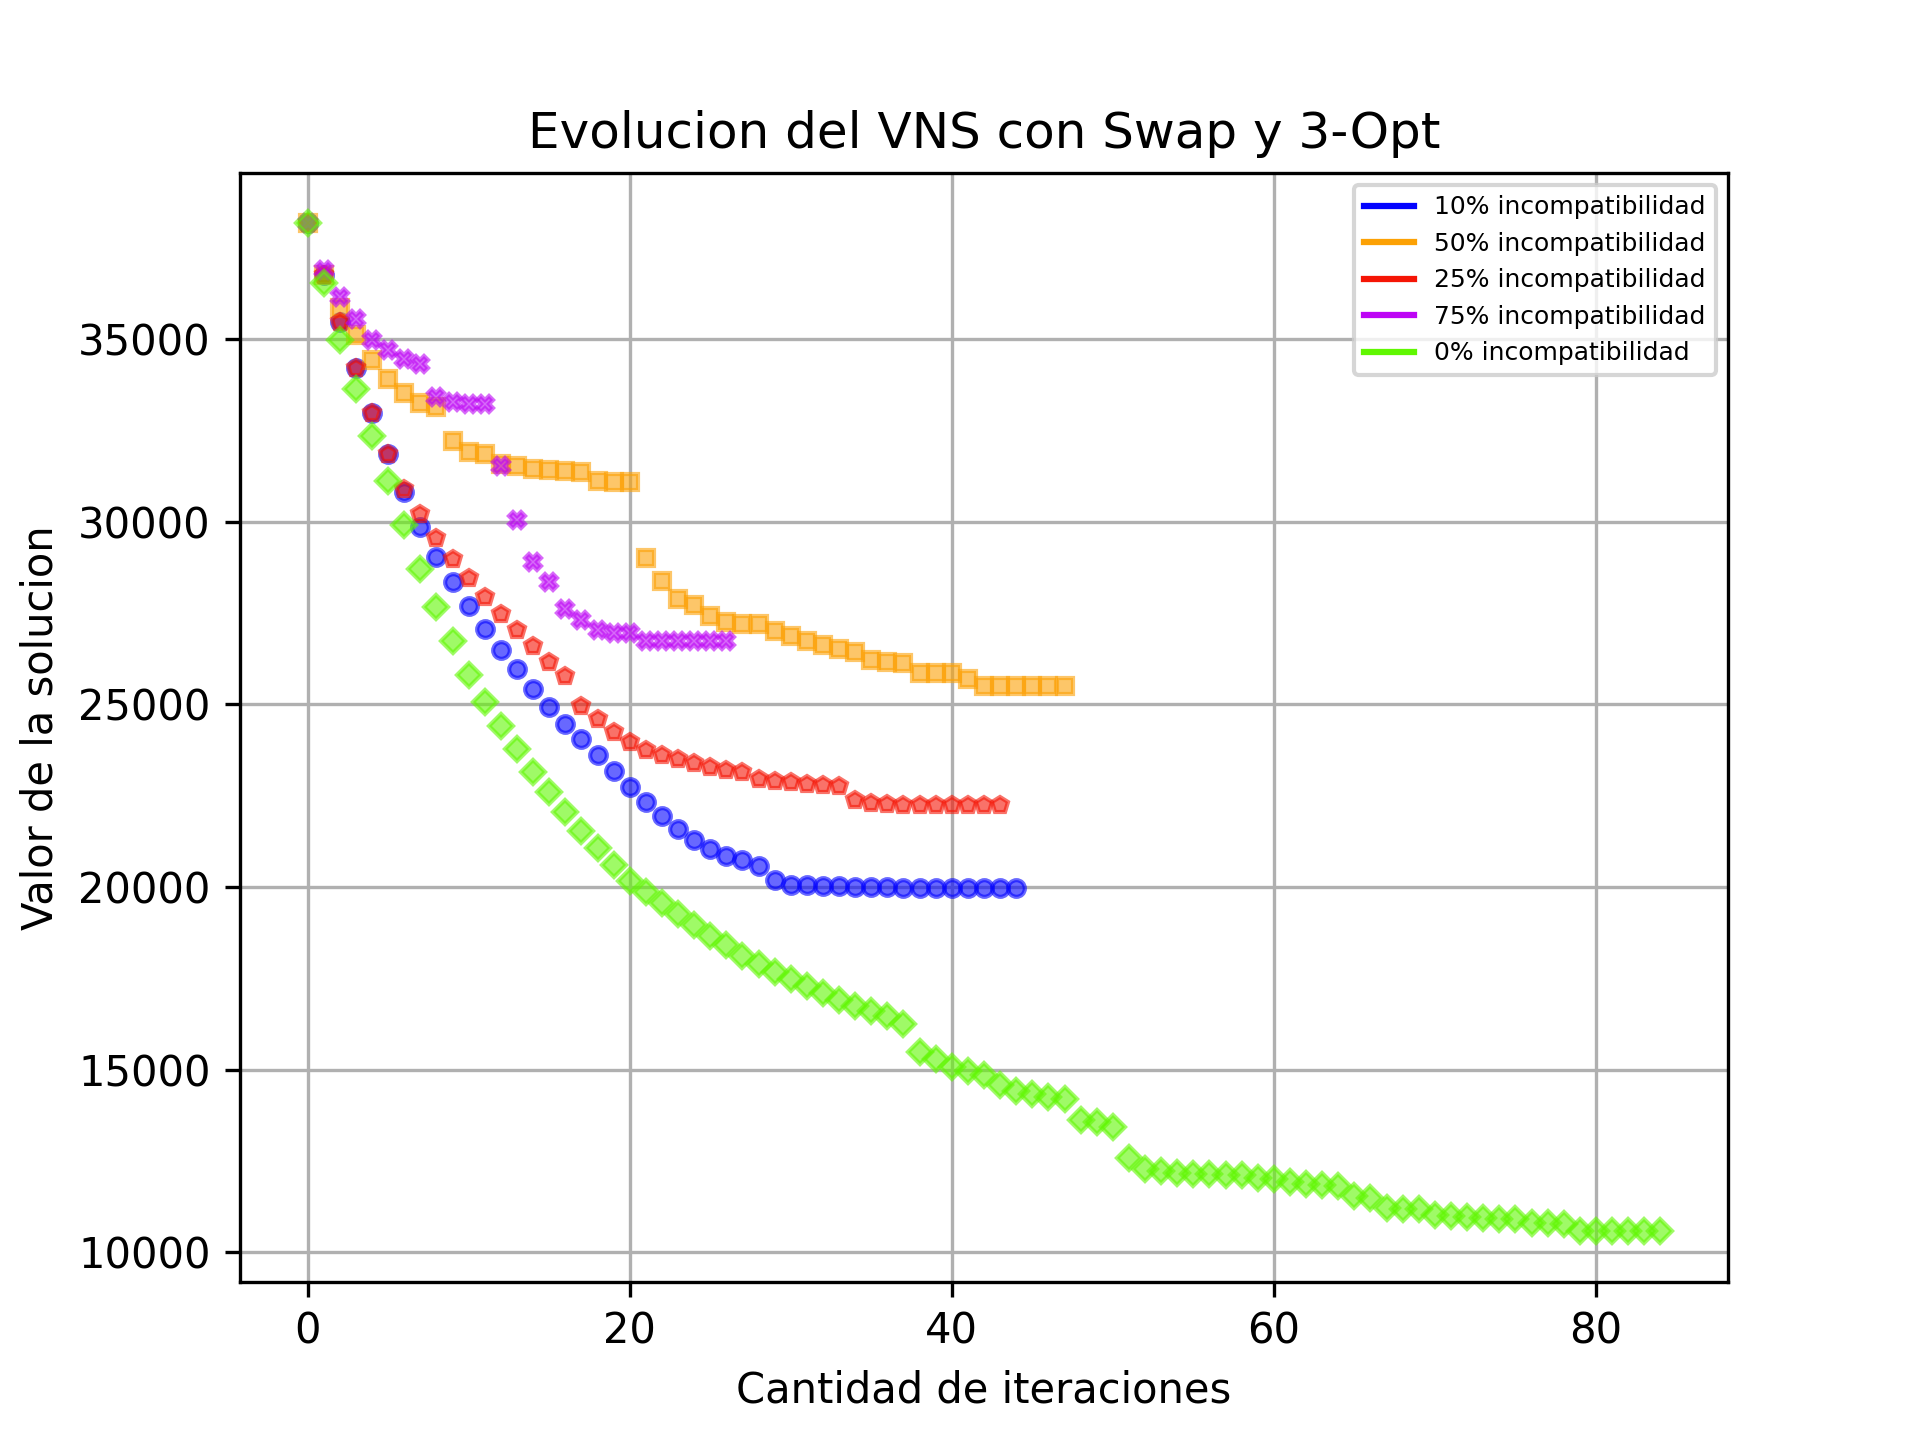 Evolucion del VNS con Swap y 3-Opt
10% incompatibilidad
50% incompatibilidad
25% incompatibilidad
75% incompatibilidad
0% incompatibilidad
Valor de la solucion
35000
30000
25000
20000
15000
10000
0 20 40 60 80
Cantidad de iteraciones